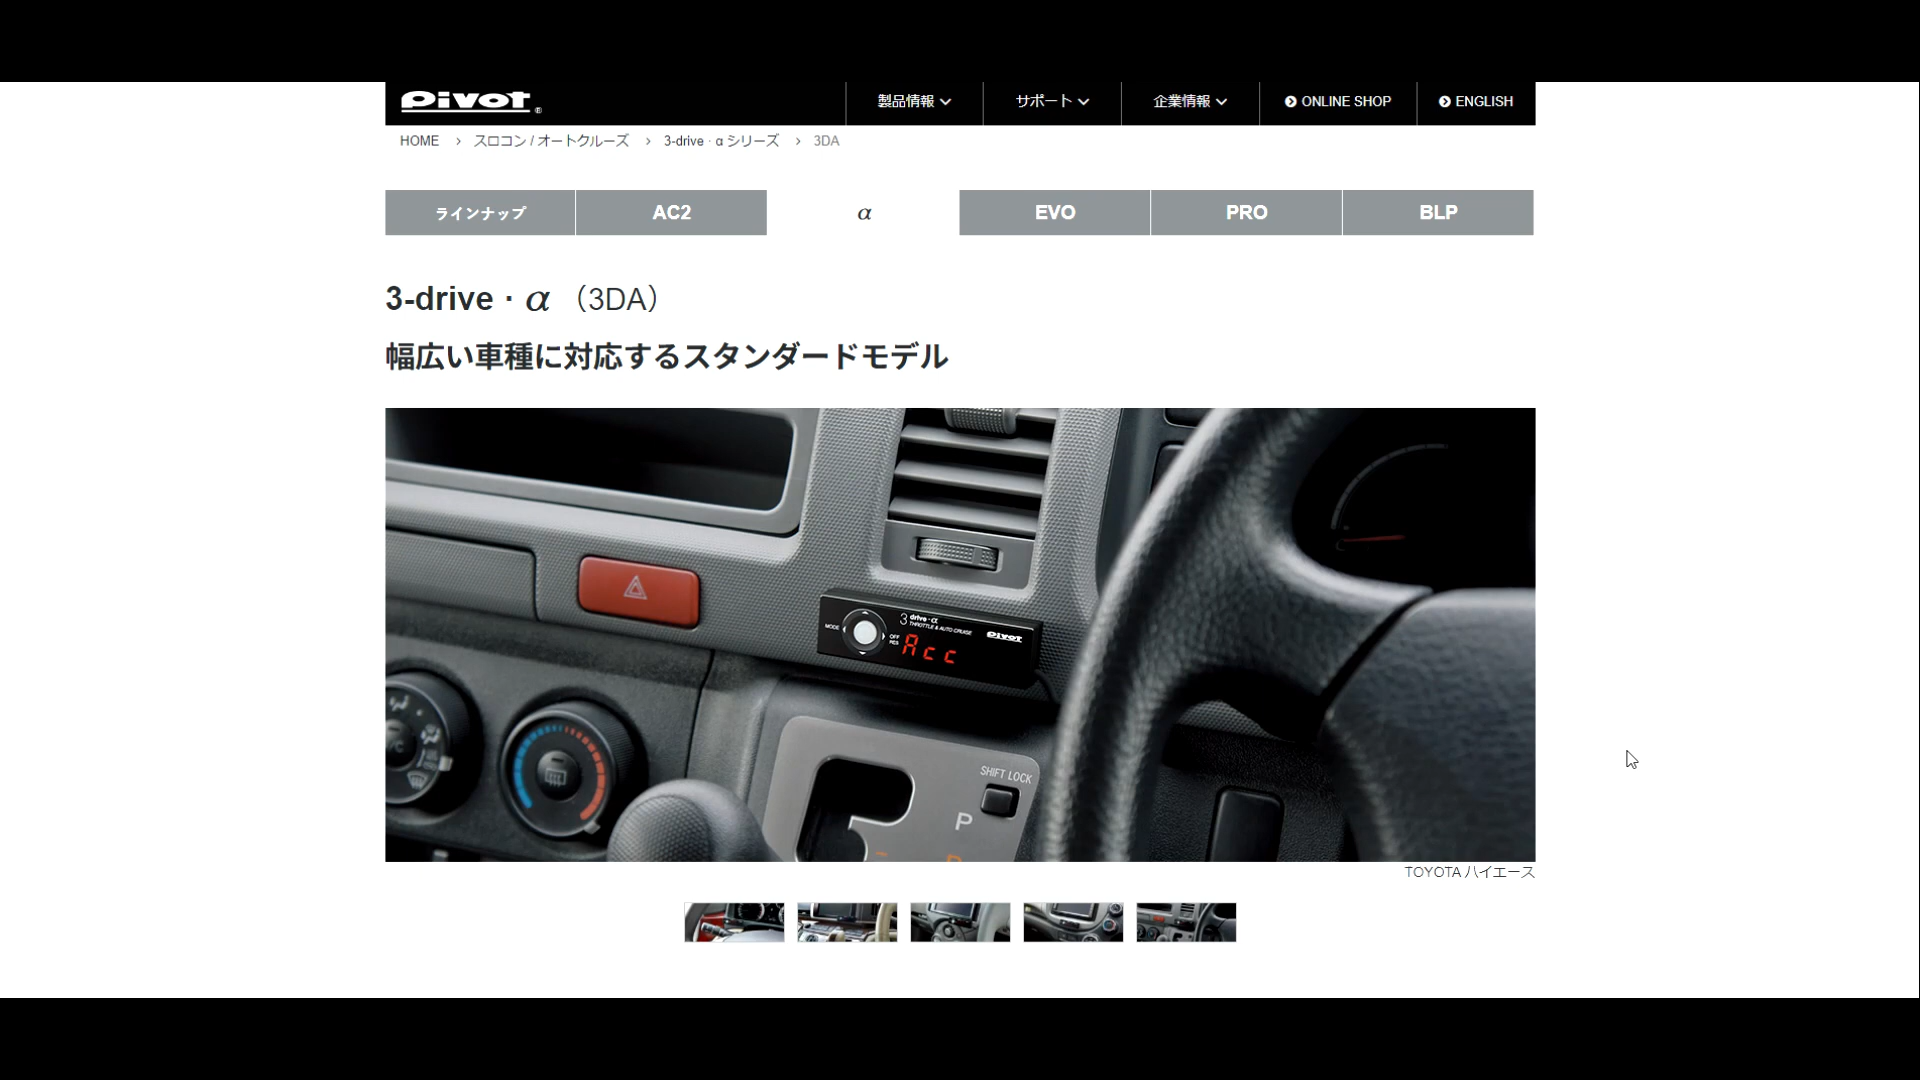 Pivot®
製品情報 サポート 企業情報 ONLINE SHOP ENGLISH
HOME > スロコン / オートクルーズ > 3-drive・α シリーズ > 3DA
ラインナップ AC2 α EVO PRO BLP
3-drive・α（3DA）
幅広い車種に対応するスタンダードモデル
3 drive・α
THROTTLE & AUTO CRUISE
Pivot
MODE
OFF
RES
Acc
SHIFT LOCK
P
TOYOTA ハイエース